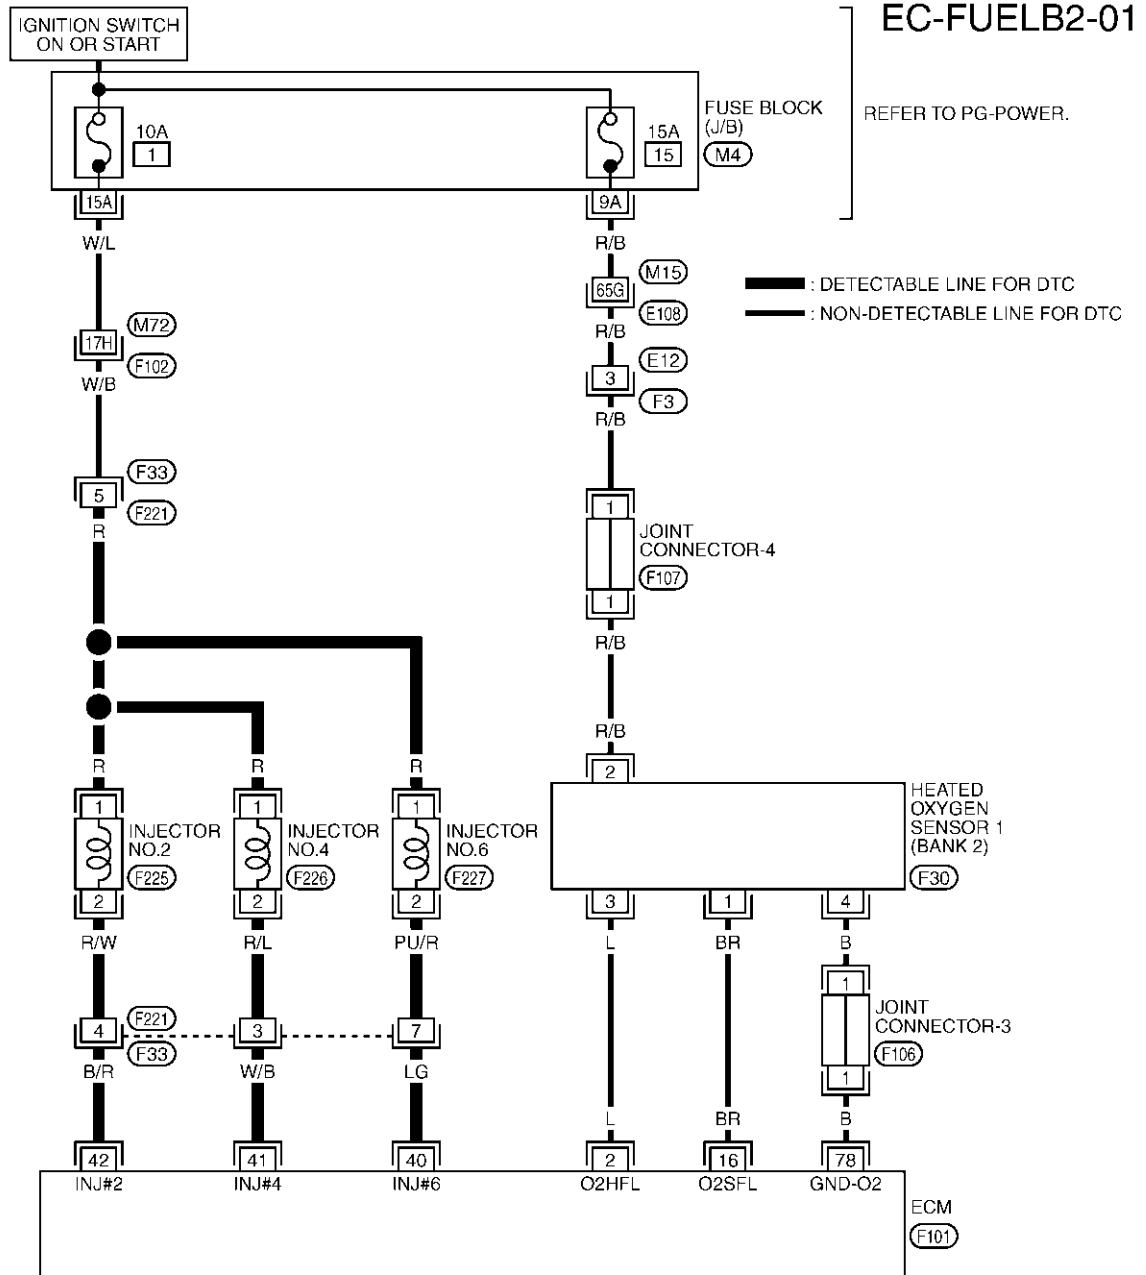 EC-FUELB2-01
IGNITION SWITCH
ON OR START
FUSE BLOCK
(J/B)
M4
REFER TO PG-POWER.
10A
1
15A
15
15A
9A
W/L
R/B
M15
65G
E108
: DETECTABLE LINE FOR DTC
: NON-DETECTABLE LINE FOR DTC
M72
17H
F102
R/B
E12
3
F3
W/B
R/B
F33
5
F221
R
1
JOINT
CONNECTOR-4
F107
1
R/B
R/B
2
R
R
R
1
1
1
INJECTOR
NO.2
F225
INJECTOR
NO.4
F226
INJECTOR
NO.6
F227
HEATED
OXYGEN
SENSOR 1
(BANK 2)
F30
2
2
2
3
1
4
R/W
R/L
PU/R
L
BR
B
1
JOINT
CONNECTOR-3
F106
1
F221
4
3
7
F33
B/R
W/B
LG
L
BR
B
42
41
40
2
16
78
INJ#2
INJ#4
INJ#6
O2HFL
O2SFL
GND-O2
ECM
F101